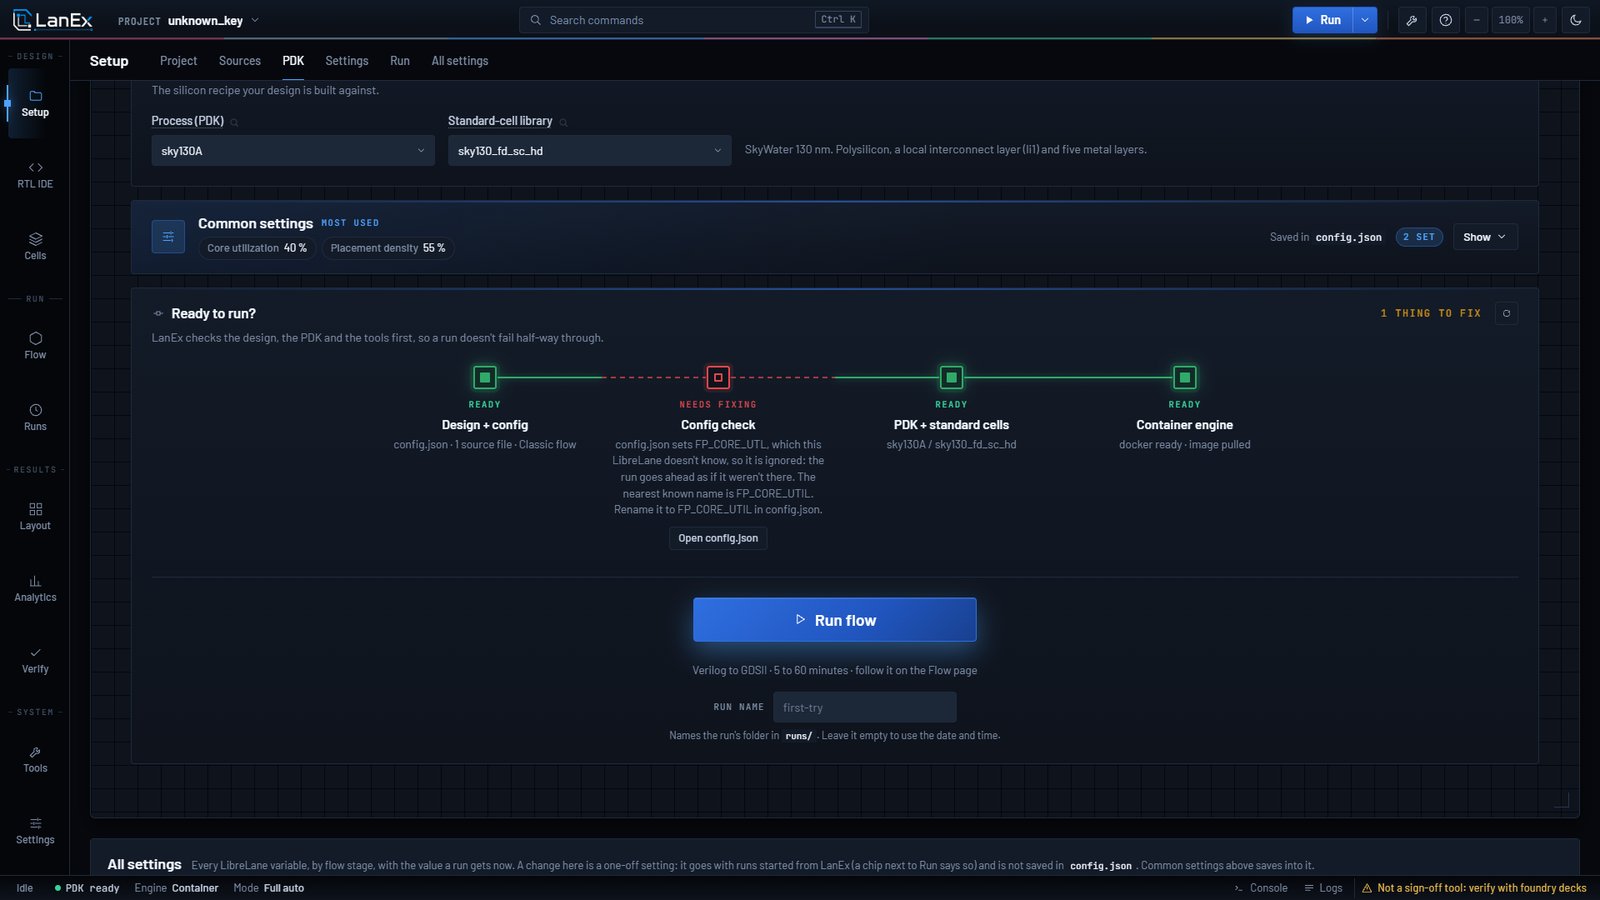 LanEx
PROJECT unknown_key
Search commands
Ctrl K
Run
100%
DESIGN
Setup
RTL IDE
Cells
RUN
Flow
Runs
RESULTS
Layout
Analytics
Verify
SYSTEM
Tools
Settings
Setup
Project
Sources
PDK
Settings
Run
All settings
The silicon recipe your design is built against.
Process (PDK)
Standard-cell library
sky130A
sky130_fd_sc_hd
SkyWater 130 nm. Polysilicon, a local interconnect layer (li1) and five metal layers.
Common settings MOST USED
Core utilization 40 %
Placement density 55 %
Saved in config.json
2 SET
Show
Ready to run?
1 THING TO FIX
LanEx checks the design, the PDK and the tools first, so a run doesn't fail half-way through.
READY
Design + config
config.json · 1 source file · Classic flow
NEEDS FIXING
Config check
config.json sets FP_CORE_UTL, which this
LibreLane doesn't know, so it is ignored: the
run goes ahead as if it weren't there. The
nearest known name is FP_CORE_UTIL.
Rename it to FP_CORE_UTIL in config.json.
Open config.json
READY
PDK + standard cells
sky130A / sky130_fd_sc_hd
READY
Container engine
docker ready · image pulled
Run flow
Verilog to GDSII · 5 to 60 minutes · follow it on the Flow page
RUN NAME
first-try
Names the run's folder in runs/ . Leave it empty to use the date and time.
All settings
Every LibreLane variable, by flow stage, with the value a run gets now. A change here is a one-off setting: it goes with runs started from LanEx (a chip next to Run says so) and is not saved in config.json . Common settings above saves into it.
Idle
PDK ready
Engine Container
Mode Full auto
Console
Logs
Not a sign-off tool: verify with foundry decks